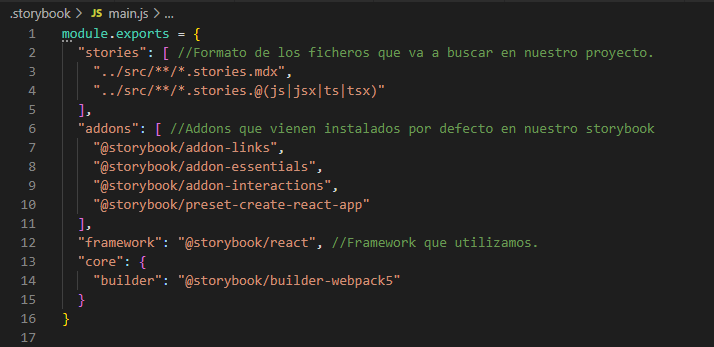 .storybook > JS main.js > ...
1 module.exports = {
2 "stories": [ //Formato de los ficheros que va a buscar en nuestro proyecto.
3 "../src/**/*.stories.mdx",
4 "../src/**/*.stories.@(js|jsx|ts|tsx)"
5 ],
6 "addons": [ //Addons que vienen instalados por defecto en nuestro storybook
7 "@storybook/addon-links",
8 "@storybook/addon-essentials",
9 "@storybook/addon-interactions",
10 "@storybook/preset-create-react-app"
11 ],
12 "framework": "@storybook/react", //Framework que utilizamos.
13 "core": {
14 "builder": "@storybook/builder-webpack5"
15 }
16 }
17